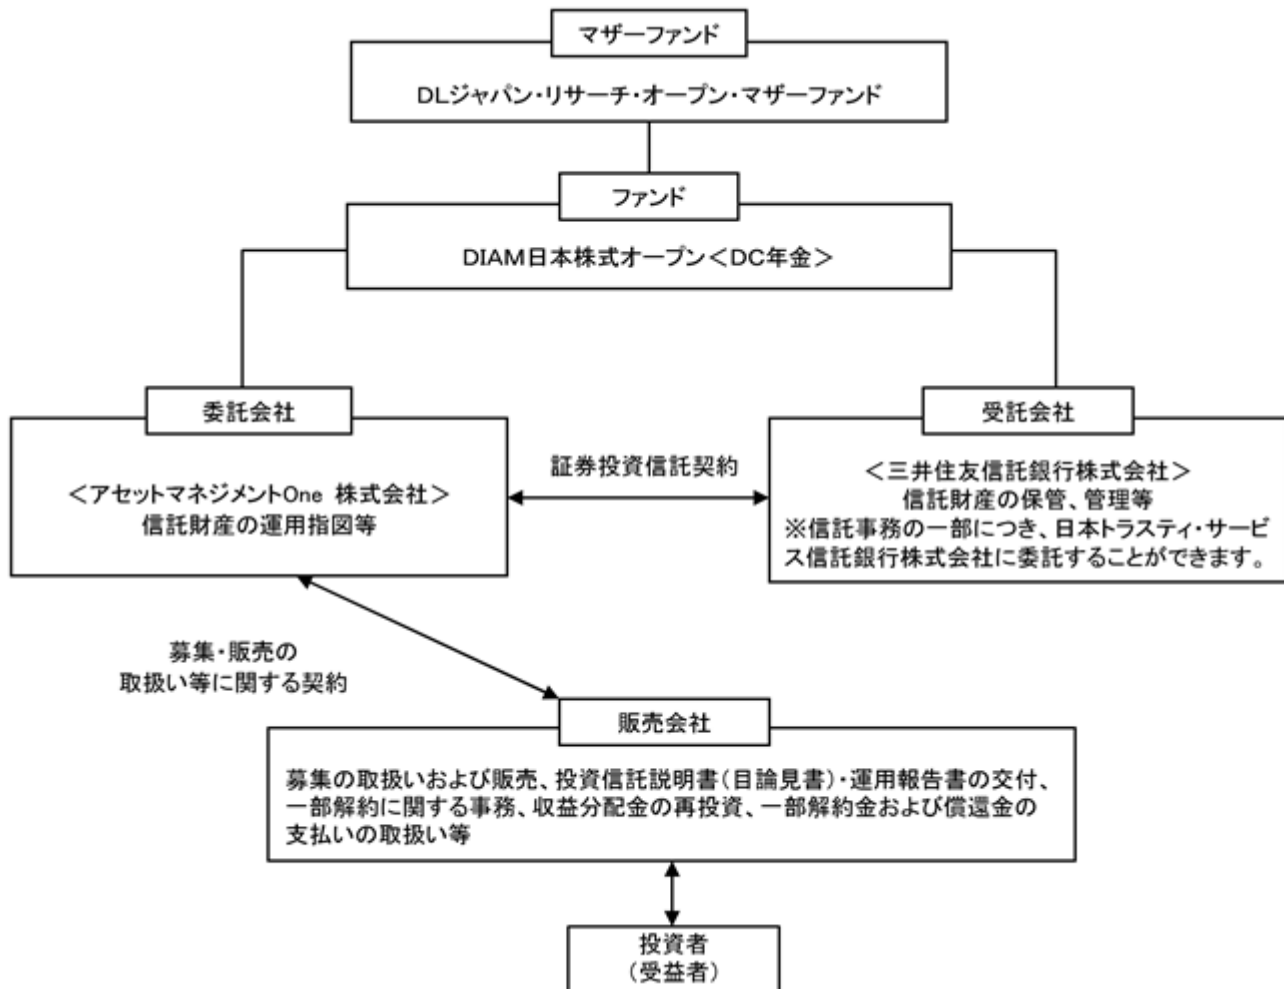 マザーファンド
DLジャパン・リサーチ・オープン・マザーファンド
ファンド
DIAM日本株式オープン<DC年金>
委託会社
<アセットマネジメントOne 株式会社>
信託財産の運用指図等
証券投資信託契約
受託会社
<三井住友信託銀行株式会社>
信託財産の保管、管理等
※信託事務の一部につき、日本トラスティ・サービ
ス信託銀行株式会社に委託することができます。
募集・販売の
取扱い等に関する契約
販売会社
募集の取扱いおよび販売、投資信託説明書(目論見書)・運用報告書の交付、
一部解約に関する事務、収益分配金の再投資、一部解約金および償還金の
支払いの取扱い等
投資者
(受益者)